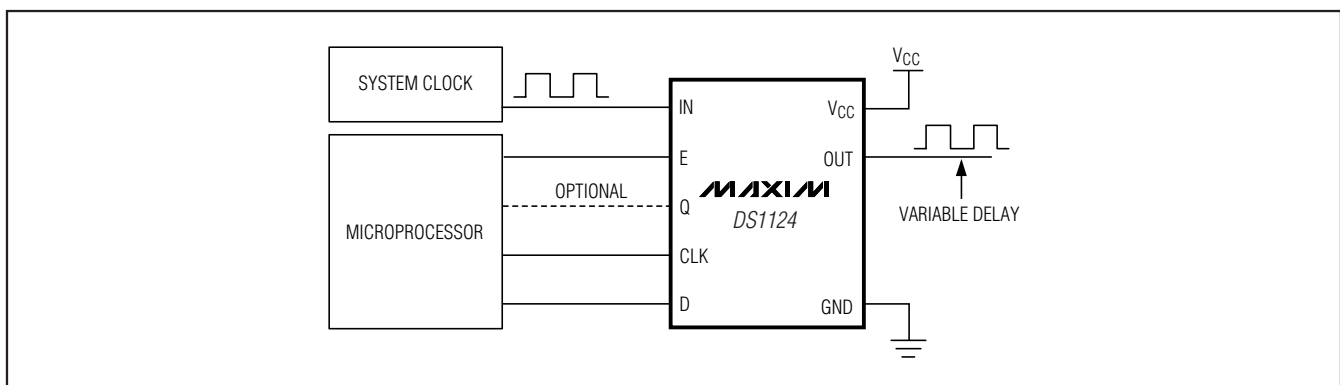 SYSTEM CLOCK
MICROPROCESSOR
OPTIONAL
IN
E
Q
CLK
D
MAXIM
DS1124
VCC
OUT
GND
VCC
VARIABLE DELAY